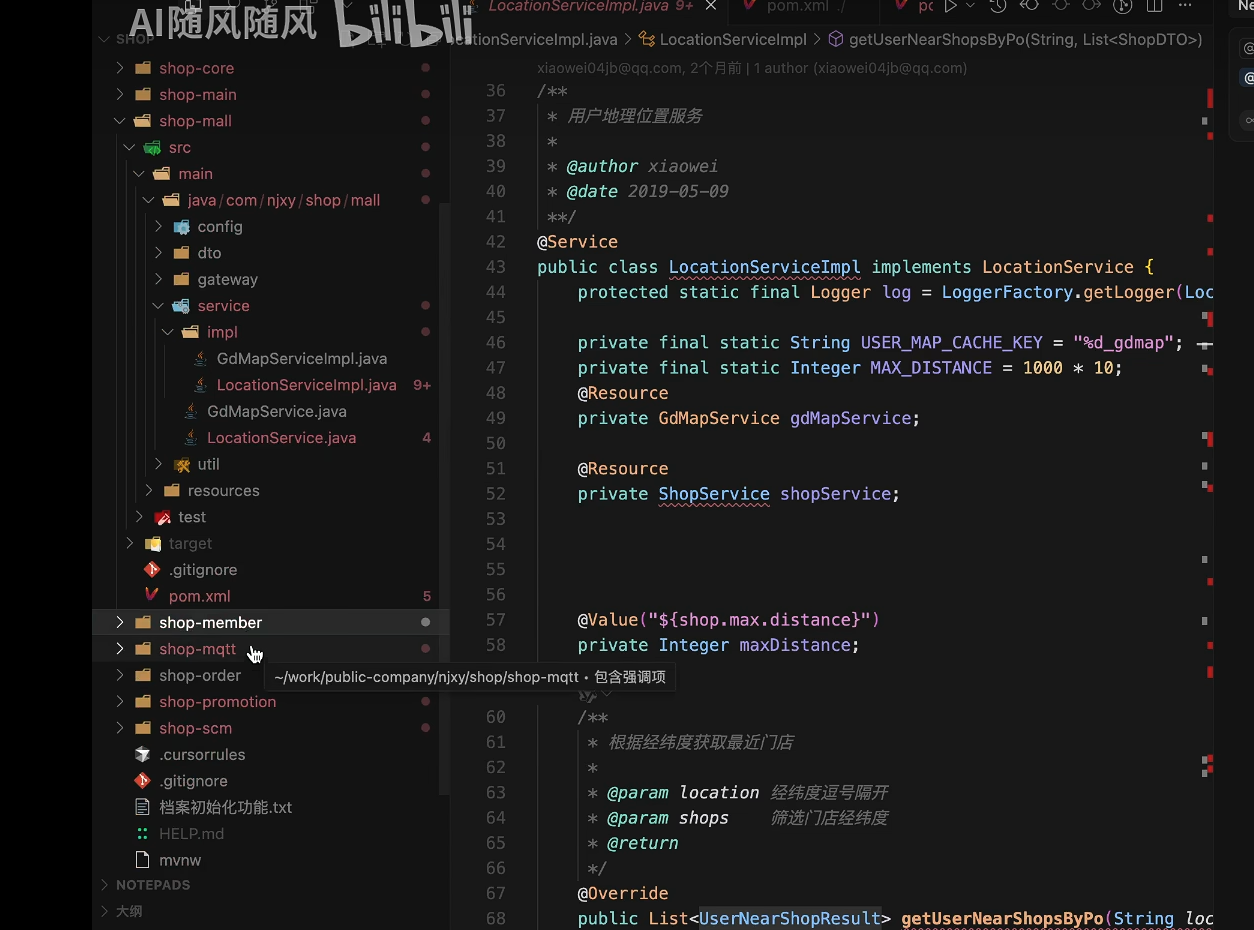 AI随风随风 bilibili
LocationServiceImpl.java 9+
pom.xml ./
SHOP
cationServiceImpl.java > LocationServiceImpl > getUserNearShopsByPo(String, List<ShopDTO>)
shop-core
shop-main
shop-mall
src
main
java/com/njxy/shop/mall
config
dto
gateway
service
impl
GdMapServiceImpl.java
LocationServiceImpl.java 9+
GdMapService.java
LocationService.java 4
util
resources
test
target
.gitignore
pom.xml 5
shop-member
shop-mqtt
shop-order
~/work/public-company/njxy/shop/shop-mqtt • 包含强调项
shop-promotion
shop-scm
.cursorrules
.gitignore
档案初始化功能.txt
HELP.md
mvnw
NOTEPADS
大纲
xiaowei04jb@qq.com, 2个月前 | 1 author (xiaowei04jb@qq.com)
36 /**
37 * 用户地理位置服务
38 *
39 * @author xiaowei
40 * @date 2019-05-09
41 **/
42 @Service
43 public class LocationServiceImpl implements LocationService {
44 protected static final Logger log = LoggerFactory.getLogger(Loc
45
46 private final static String USER_MAP_CACHE_KEY = "%d_gdmap";
47 private final static Integer MAX_DISTANCE = 1000 * 10;
48 @Resource
49 private GdMapService gdMapService;
50
51 @Resource
52 private ShopService shopService;
53
54
55
56
57 @Value("${shop.max.distance}")
58 private Integer maxDistance;
60 /**
61 * 根据经纬度获取最近门店
62 *
63 * @param location 经纬度逗号隔开
64 * @param shops 筛选门店经纬度
65 * @return
66 */
67 @Override
68 public List<UserNearShopResult> getUserNearShopsByPo(String loc